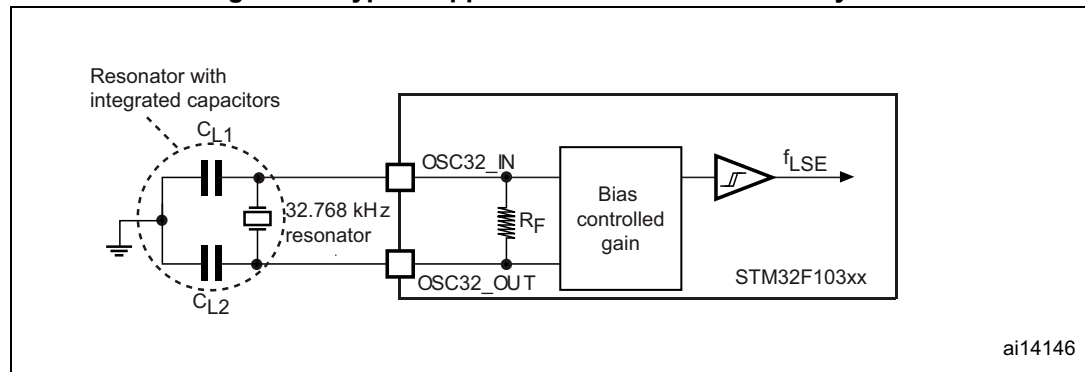 Resonator with
integrated capacitors
CL1
OSC32_IN
fLSE
32.768 kHz
resonator
RF
Bias
controlled
gain
OSC32_OUT
STM32F103xx
CL2
ai14146